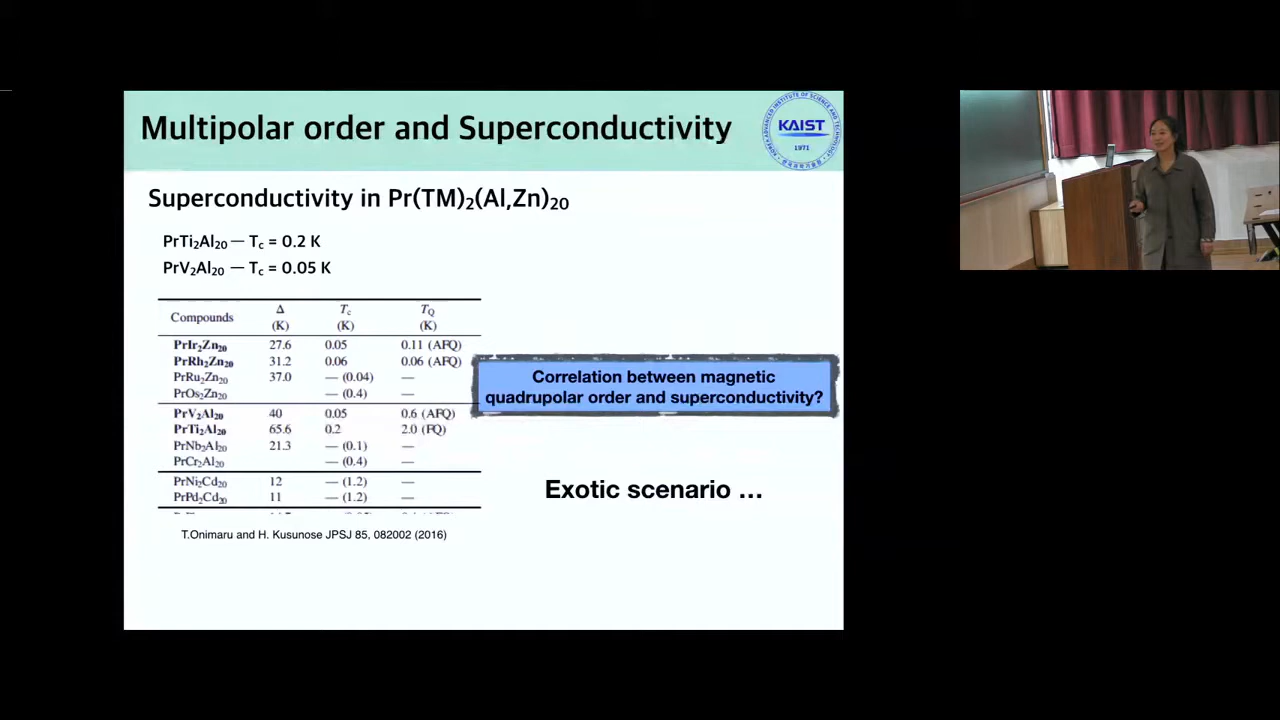 Multipolar order and Superconductivity
KAIST
1971
Superconductivity in Pr(TM)₂(Al,Zn)₂₀
PrTi₂Al₂₀ — Tc = 0.2 K
PrV₂Al₂₀ — Tc = 0.05 K
Compounds Δ (K) Tc (K) TQ (K)
PrIr₂Zn₂₀ 27.6 0.05 0.11 (AFQ)
PrRh₂Zn₂₀ 31.2 0.06 0.06 (AFQ)
PrRu₂Zn₂₀ 37.0 — (0.04) —
PrOs₂Zn₂₀ — (0.4) —
PrV₂Al₂₀ 40 0.05 0.6 (AFQ)
PrTi₂Al₂₀ 65.6 0.2 2.0 (FQ)
PrNb₂Al₂₀ 21.3 — (0.1) —
PrCr₂Al₂₀ — (0.4) —
PrNi₂Cd₂₀ 12 — (1.2) —
PrPd₂Cd₂₀ 11 — (1.2) —
Correlation between magnetic
quadrupolar order and superconductivity?
Exotic scenario …
T.Onimaru and H. Kusunose JPSJ 85, 082002 (2016)